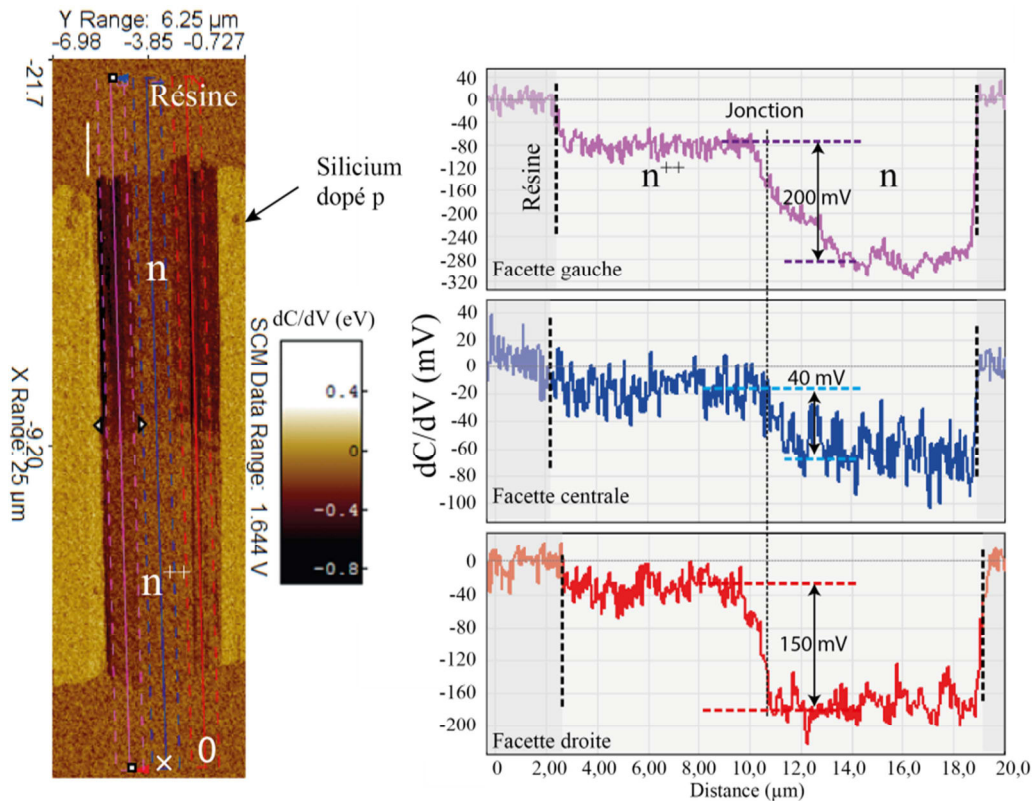 Y Range: 6.25 µm
-6.98 -3.85 -0.727
-21.7
-9.20
X Range: 25 µm
Résine
n
n++
× 0
Silicium
dopé p
dC/dV (eV)
0.4
0
-0.4
-0.8
SCM Data Range: 1.644 V
dC/dV (mV)
40
0
-40
-80
-120
-160
-200
-240
-280
-320
Résine
n++
Jonction
200 mV
n
Facette gauche
40
20
0
-20
-40
-60
-80
-100
40 mV
Facette centrale
0
-40
-80
-120
-160
-200
150 mV
Facette droite
0 2,00 4,00 6,00 8,00 10,0 12,0 14,0 16,0 18,0 20,0
Distance (µm)